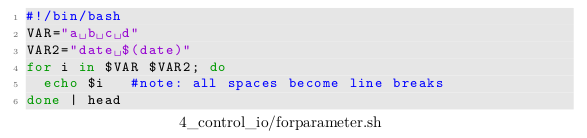 1 #!/bin/bash
2 VAR="a␣b␣c␣d"
3 VAR2="date␣$(date)"
4 for i in $VAR $VAR2; do
5   echo $i   #note: all spaces become line breaks
6 done | head
4_control_io/forparameter.sh